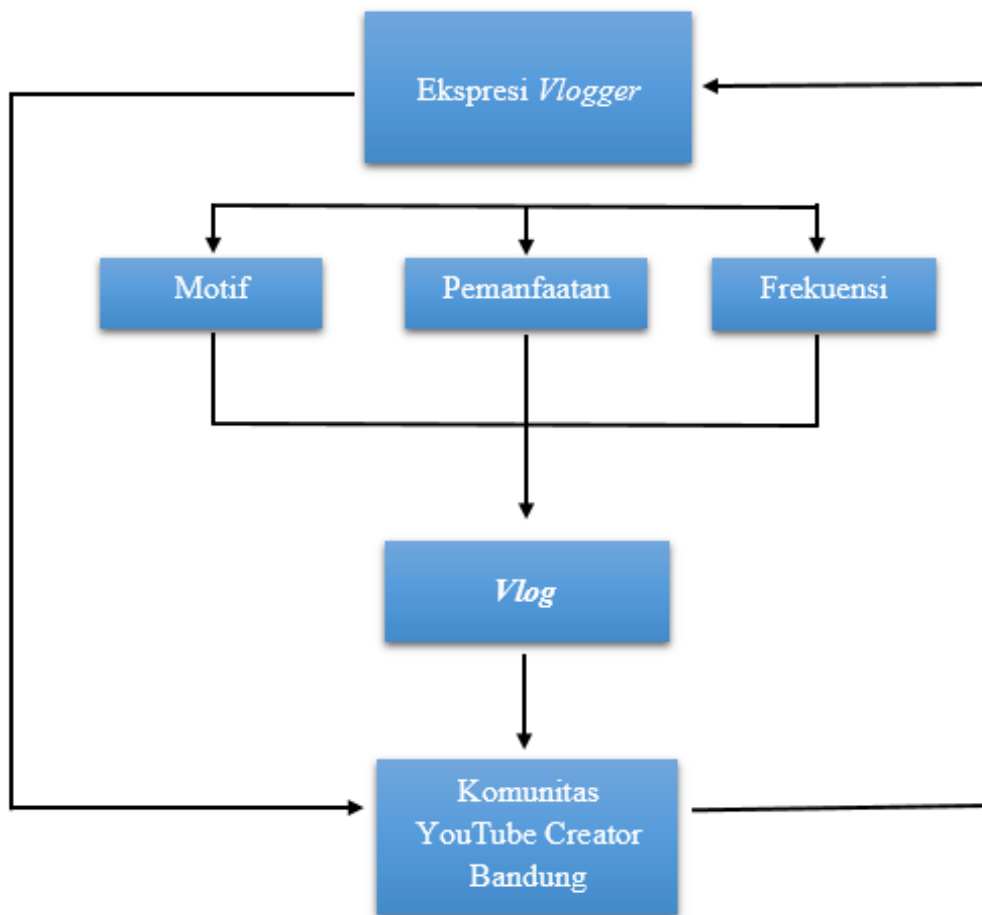 Ekspresi Vlogger
Motif
Pemanfaatan
Frekuensi
Vlog
Komunitas
YouTube Creator
Bandung